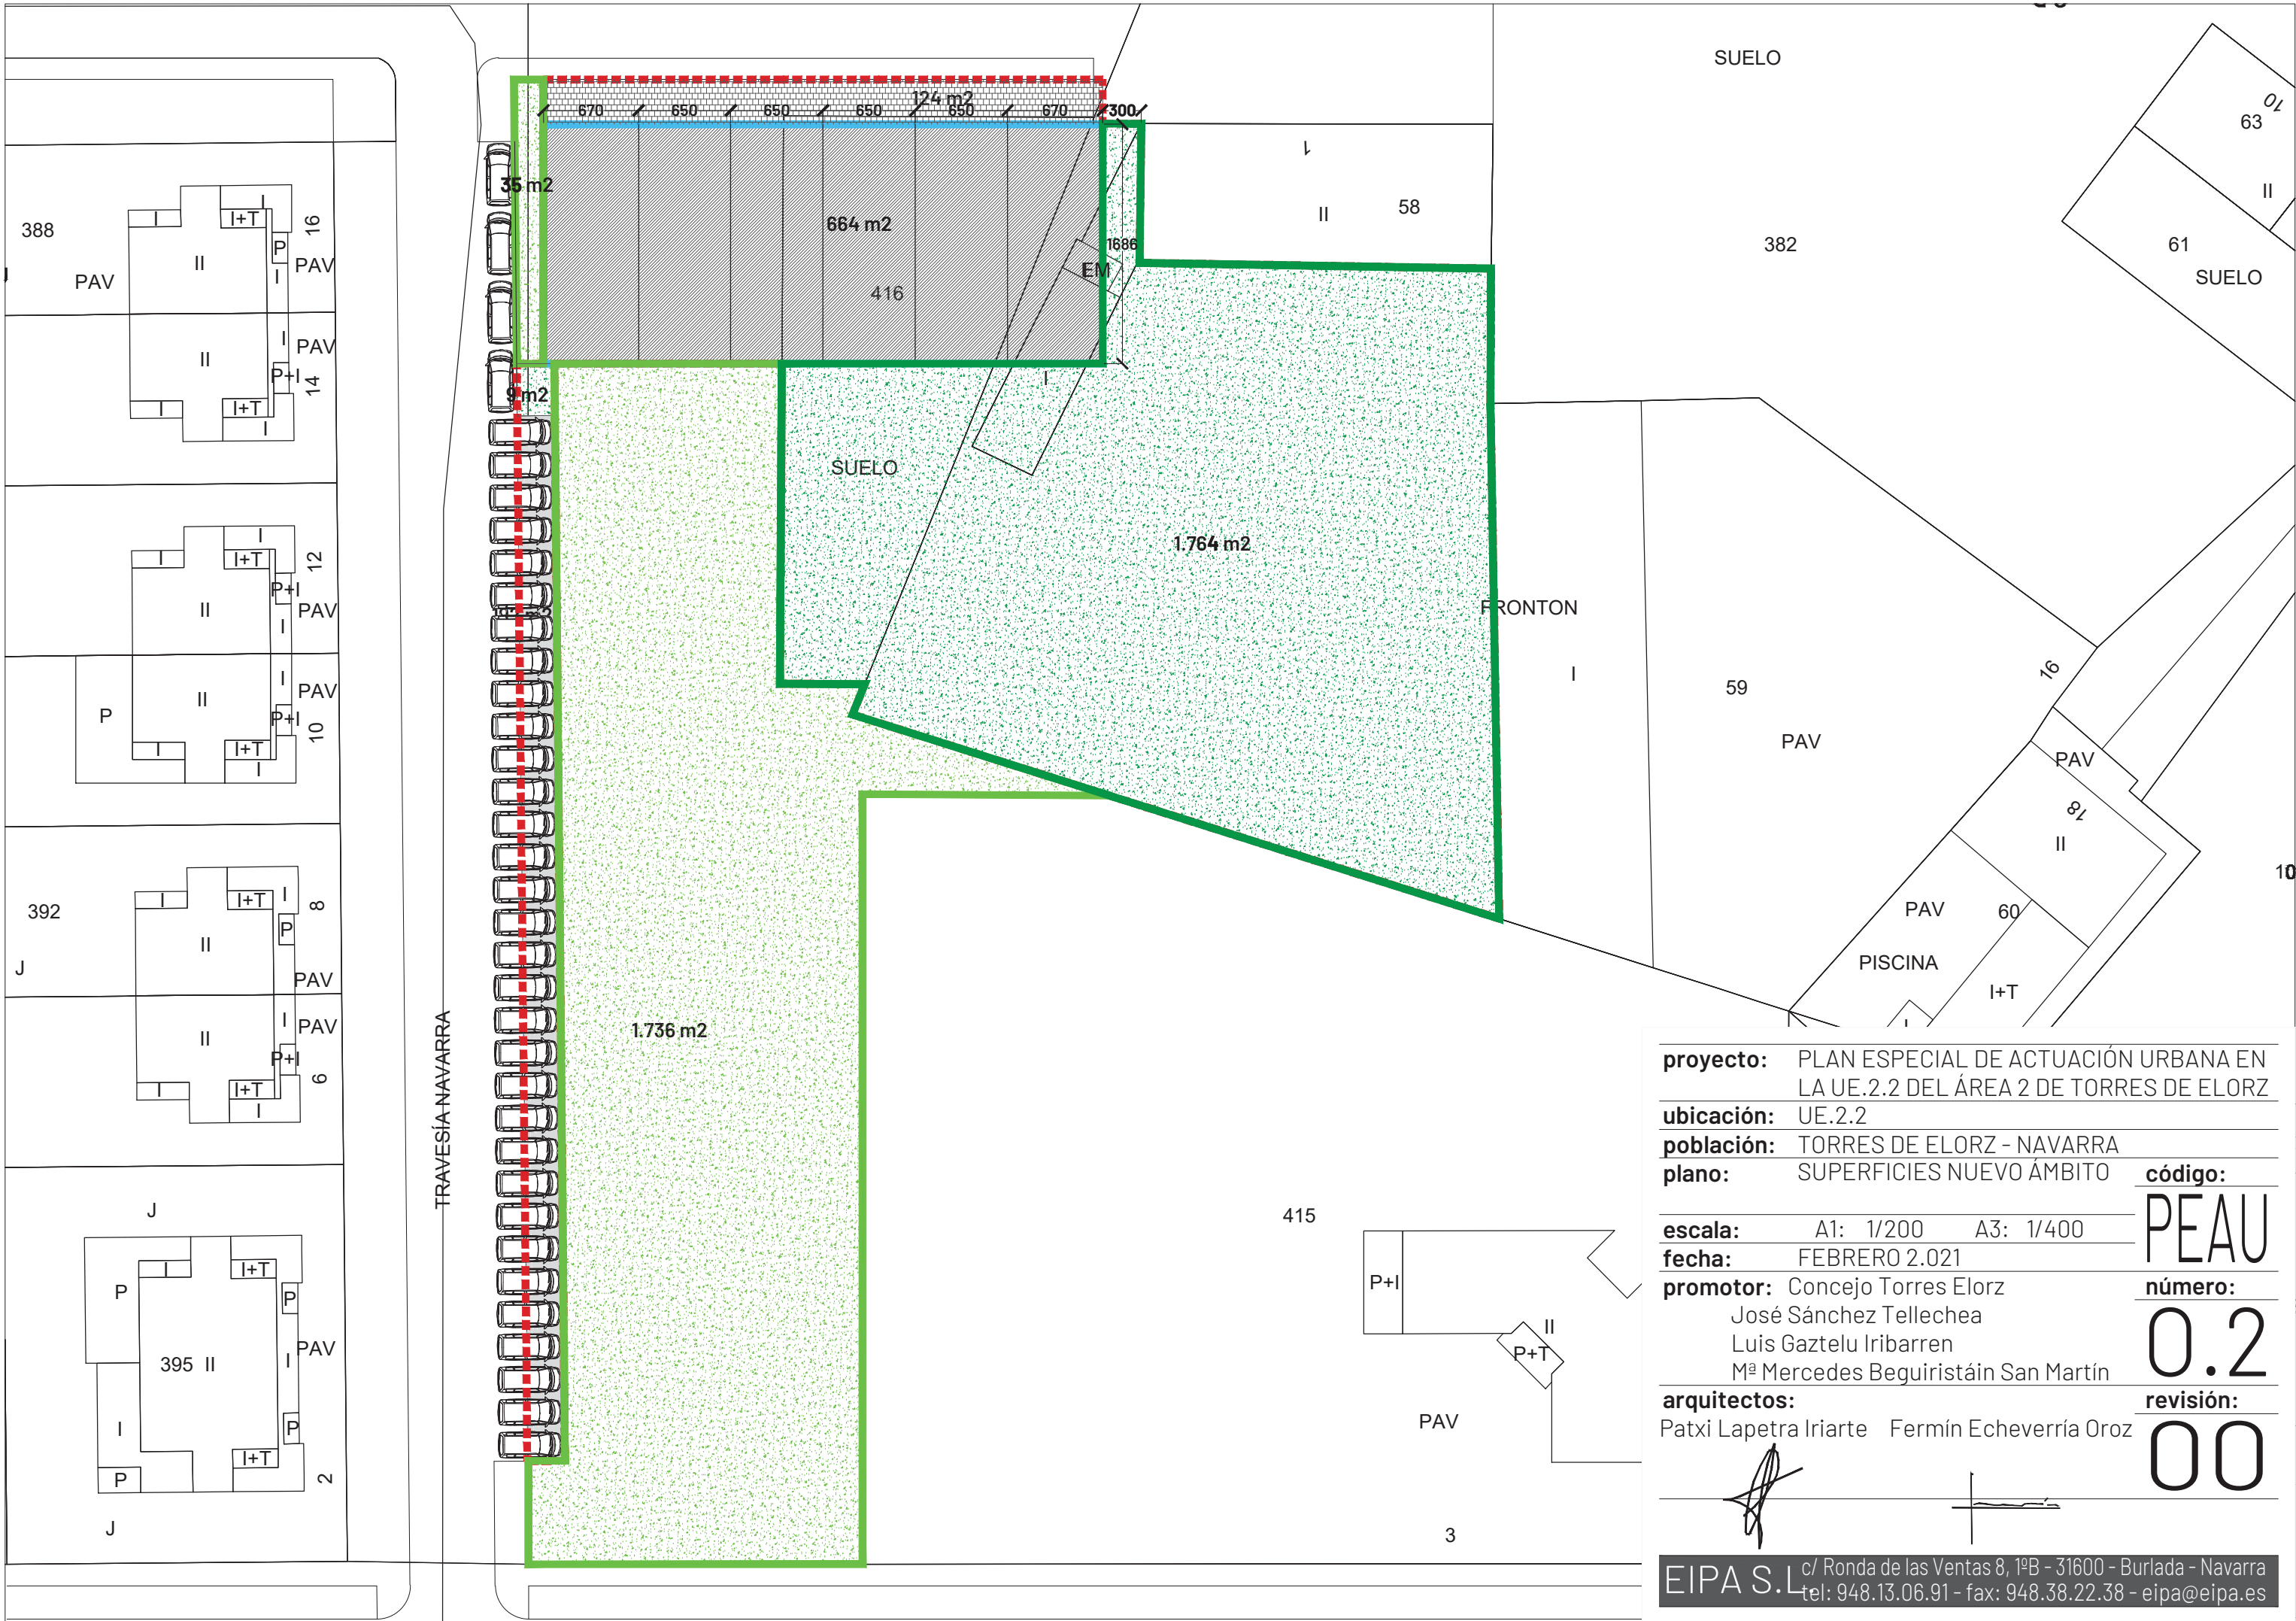 SUELO
10
63
II
61
SUELO
382
1
II
58
124 m2
670
650
650
650
650
670
300
35 m2
664 m2
416
1686
EM
I
9 m2
SUELO
1.764 m2
FRONTON
I
59
PAV
16
PAV
18
II
PAV
60
PISCINA
I+T
I
10
388
PAV
I
I+T
I
16
II
P
I
PAV
II
I
PAV
P+I
14
I
I+T
I
I
I
I+T
12
P+I
II
PAV
I
P
II
I
PAV
P+I
10
I
I+T
I
392
J
I
I+T
I
8
P
II
PAV
II
I
PAV
P+I
6
I
I+T
I
J
P
I
I+T
P
395 II
I
PAV
I
P
P
I+T
2
J
TRAVESÍA NAVARRA
1.736 m2
415
P+I
II
P+T
PAV
3
proyecto: PLAN ESPECIAL DE ACTUACIÓN URBANA EN
LA UE.2.2 DEL ÁREA 2 DE TORRES DE ELORZ
ubicación: UE.2.2
población: TORRES DE ELORZ - NAVARRA
plano: SUPERFICIES NUEVO ÁMBITO
código:
PEAU
escala: A1: 1/200 A3: 1/400
fecha: FEBRERO 2.021
promotor: Concejo Torres Elorz
José Sánchez Tellechea
Luis Gaztelu Iribarren
Mª Mercedes Beguiristáin San Martín
número:
0.2
arquitectos:
Patxi Lapetra Iriarte Fermín Echeverría Oroz
revisión:
00
EIPA S.L.
c/ Ronda de las Ventas 8, 1ºB - 31600 - Burlada - Navarra
tel: 948.13.06.91 - fax: 948.38.22.38 - eipa@eipa.es